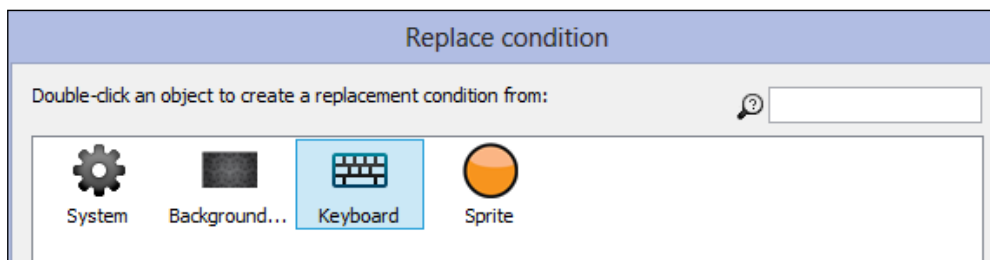 Replace condition
Double-click an object to create a replacement condition from:
System Background... Keyboard Sprite